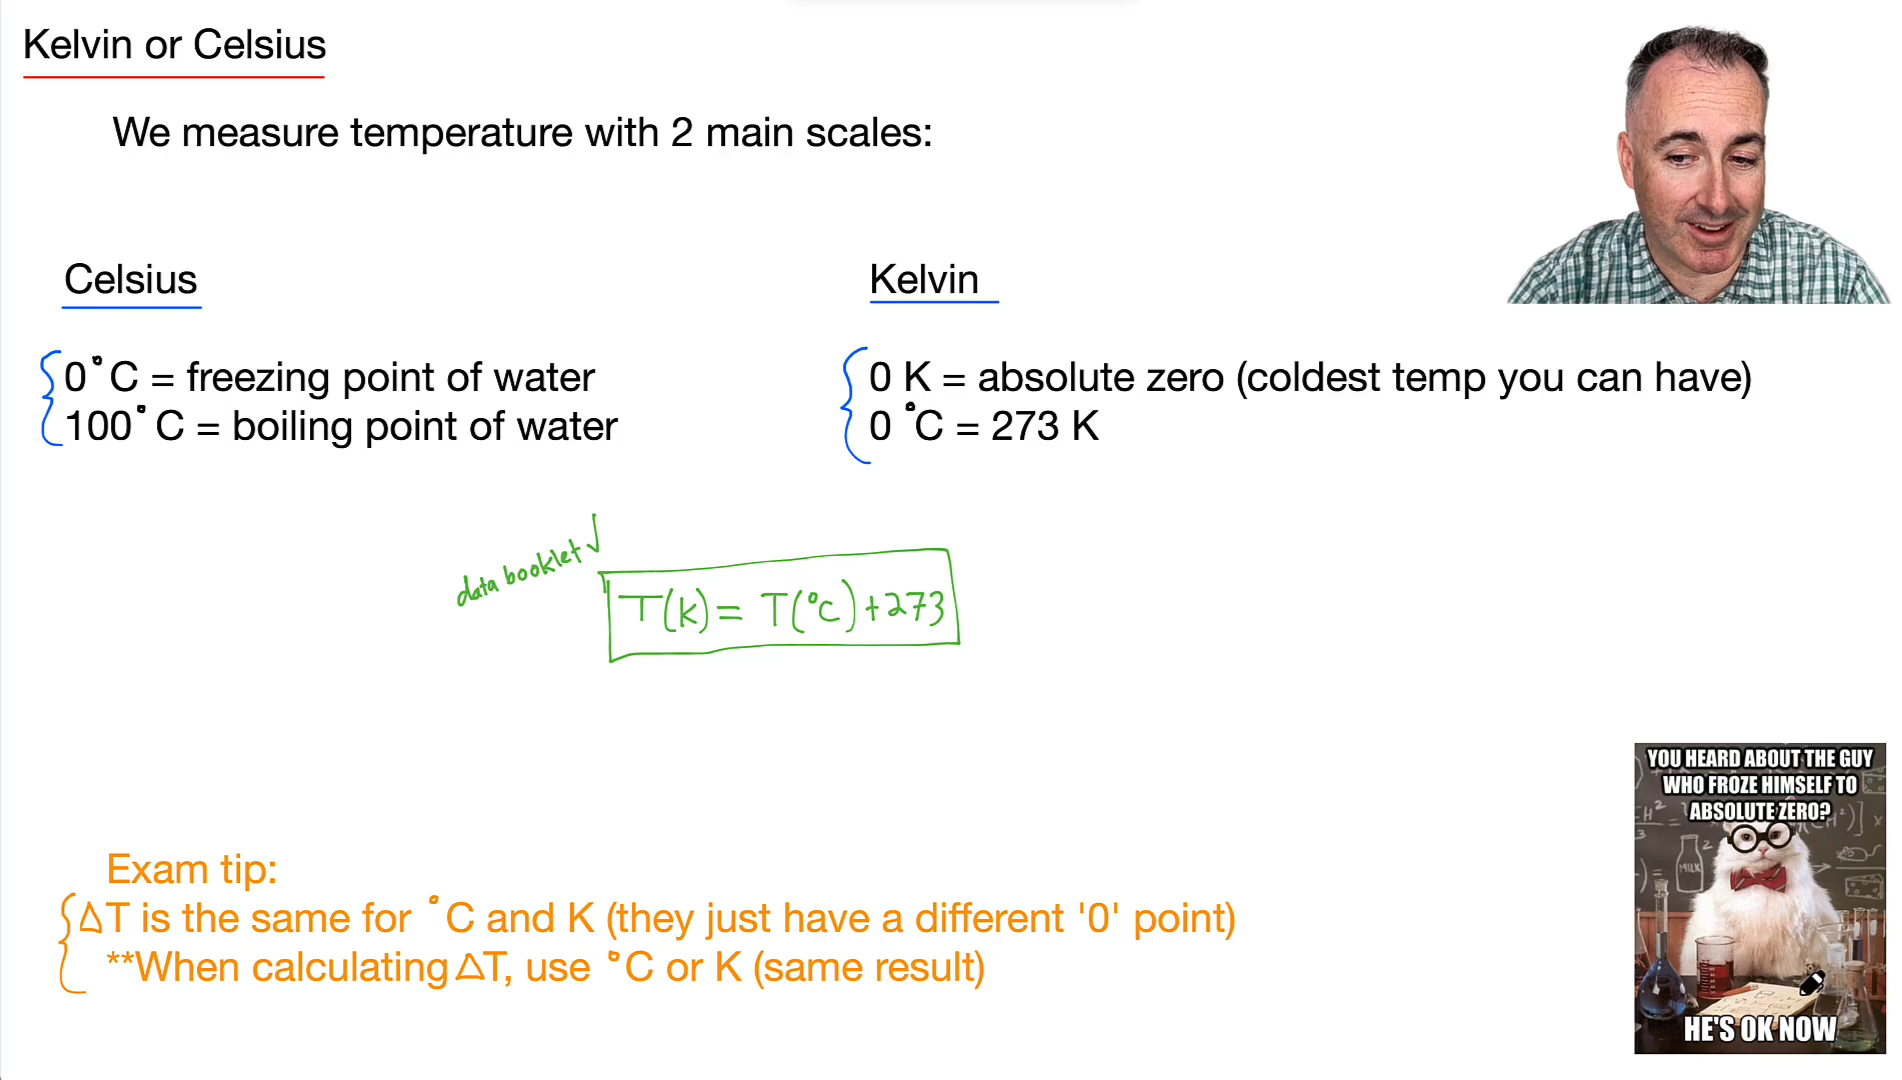 Kelvin or Celsius
We measure temperature with 2 main scales:
Celsius
0°C = freezing point of water
100°C = boiling point of water
Kelvin
0 K = absolute zero (coldest temp you can have)
0 °C = 273 K
data booklet √
T(K) = T(°C) + 273
Exam tip:
ΔT is the same for °C and K (they just have a different '0' point)
**When calculating ΔT, use °C or K (same result)
YOU HEARD ABOUT THE GUY
WHO FROZE HIMSELF TO
ABSOLUTE ZERO?
MILK
HE'S OK NOW